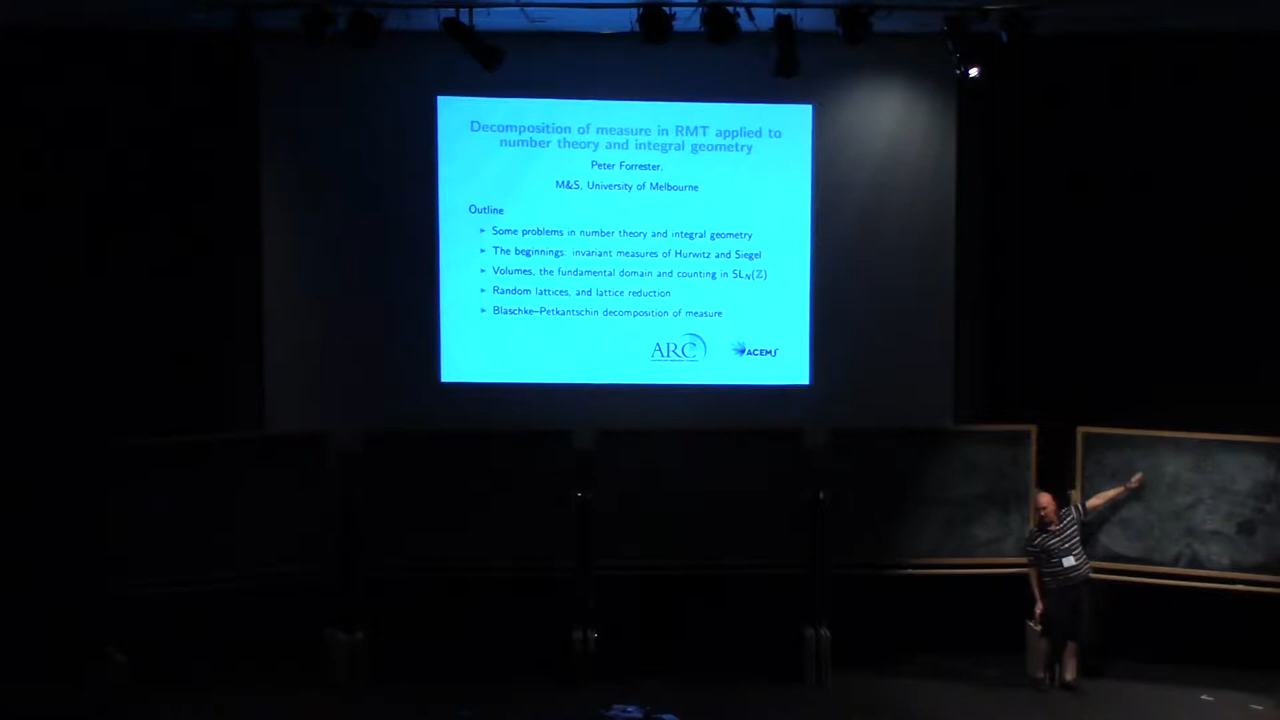 Decomposition of measure in RMT applied to
number theory and integral geometry
Peter Forrester,
M&S, University of Melbourne
Outline
► Some problems in number theory and integral geometry
► The beginnings: invariant measures of Hurwitz and Siegel
► Volumes, the fundamental domain and counting in SL_N(ℤ)
► Random lattices, and lattice reduction
► Blaschke–Petkantschin decomposition of measure
ARC
ACEMS